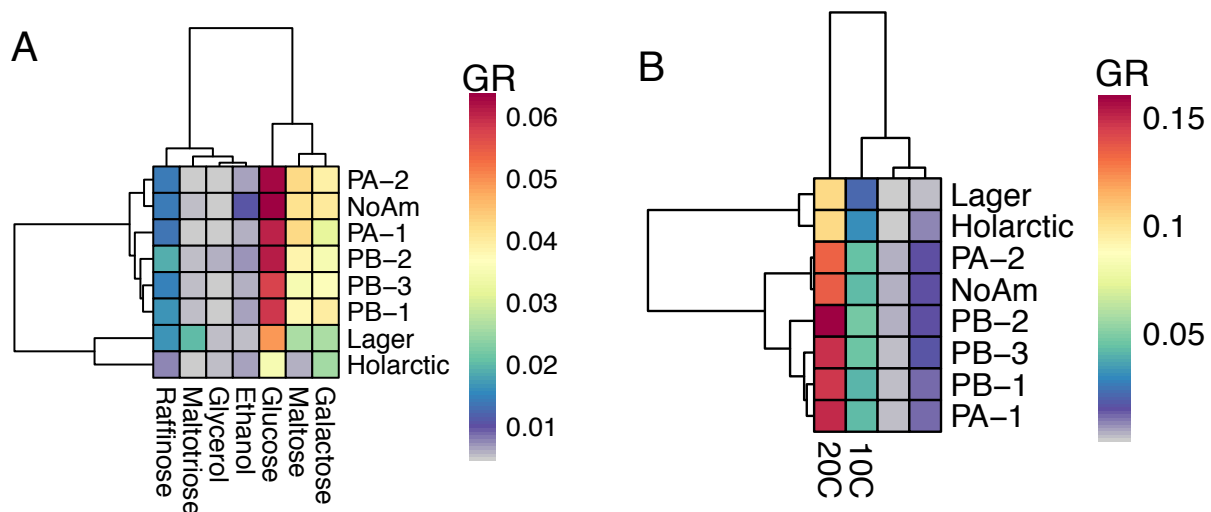 A
GR
0.06
0.05
0.04
0.03
0.02
0.01
PA-2
NoAm
PA-1
PB-2
PB-3
PB-1
Lager
Holarctic
Raffinose
Maltotriose
Glycerol
Ethanol
Glucose
Maltose
Galactose
B
GR
0.15
0.1
0.05
Lager
Holarctic
PA-2
NoAm
PB-2
PB-3
PB-1
PA-1
20C
10C